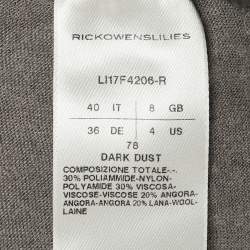 RICKOWENSLILIES
LI17F4206-R
40 IT 8 GB
36 DE 4 US
78
DARK DUST
COMPOSIZIONE TOTALE-.-.
30% POLIAMMIDE-NYLON-
POLYAMIDE 30% VISCOSA-
VISCOSE-VISCOSE 20% ANGORA-
ANGORA-ANGORA 20% LANA-WOOL-
LAINE